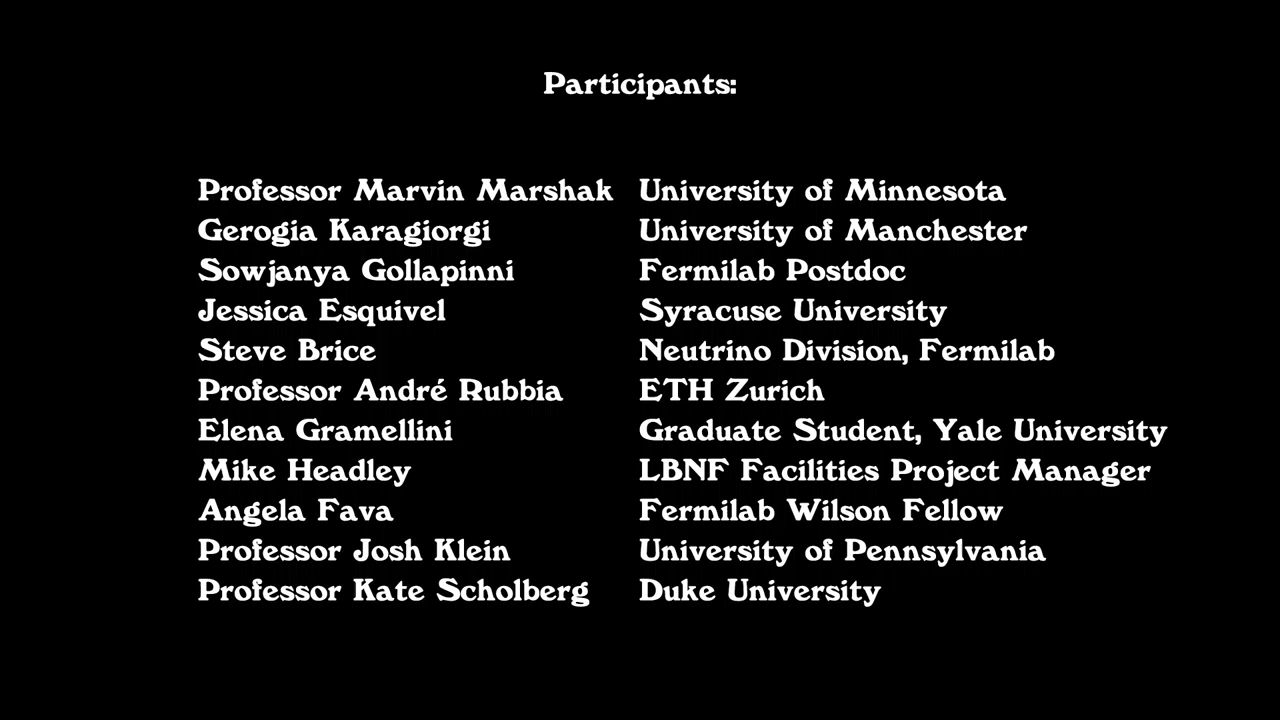 Participants:
Professor Marvin Marshak University of Minnesota
Gerogia Karagiorgi University of Manchester
Sowjanya Gollapinni Fermilab Postdoc
Jessica Esquivel Syracuse University
Steve Brice Neutrino Division, Fermilab
Professor André Rubbia ETH Zurich
Elena Gramellini Graduate Student, Yale University
Mike Headley LBNF Facilities Project Manager
Angela Fava Fermilab Wilson Fellow
Professor Josh Klein University of Pennsylvania
Professor Kate Scholberg Duke University